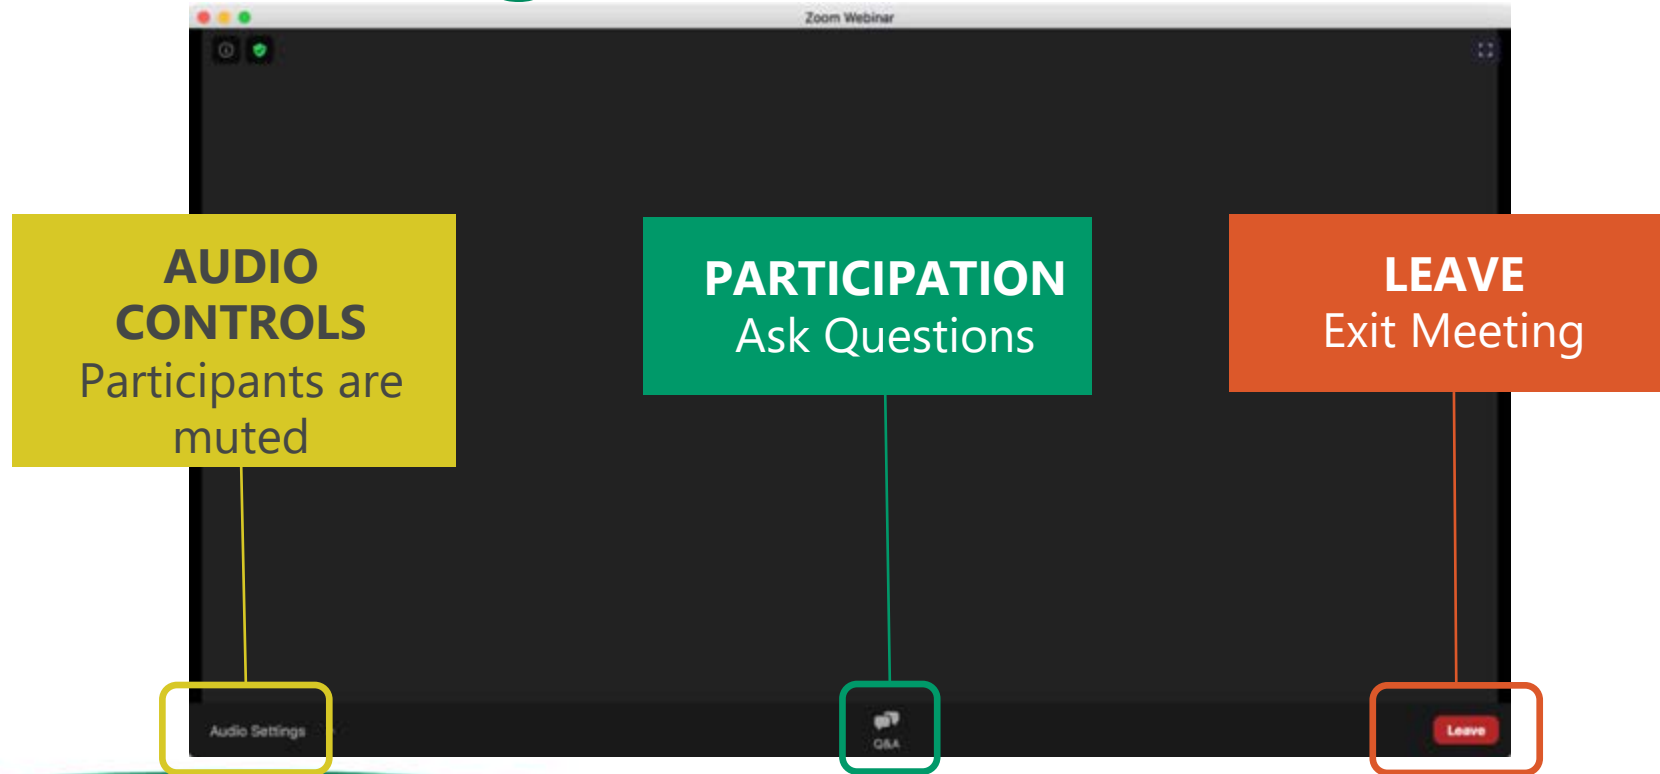 Zoom Webinar
AUDIO
CONTROLS
Participants are
muted
PARTICIPATION
Ask Questions
LEAVE
Exit Meeting
Audio Settings
Q&A
Leave